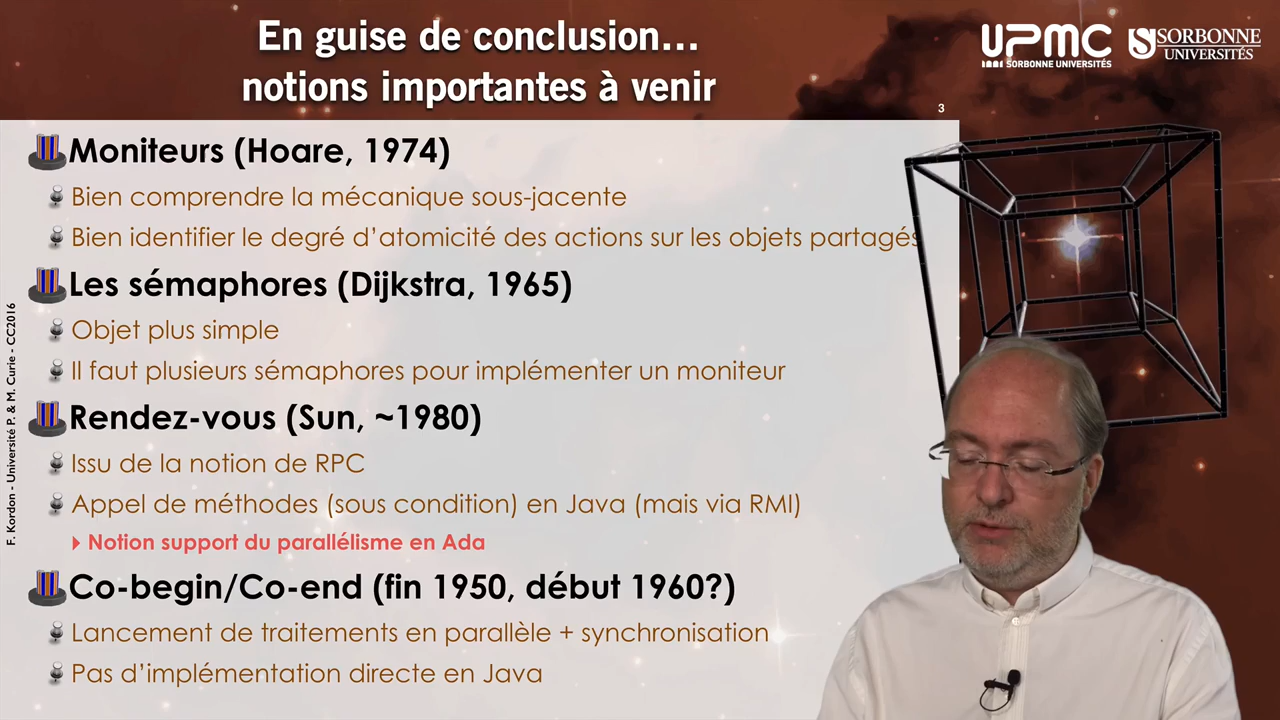 En guise de conclusion...
notions importantes à venir
UPMC
SORBONNE UNIVERSITÉS
S SORBONNE
UNIVERSITÉS
3
Moniteurs (Hoare, 1974)
Bien comprendre la mécanique sous-jacente
Bien identifier le degré d'atomicité des actions sur les objets partagés
Les sémaphores (Dijkstra, 1965)
Objet plus simple
Il faut plusieurs sémaphores pour implémenter un moniteur
Rendez-vous (Sun, ~1980)
Issu de la notion de RPC
Appel de méthodes (sous condition) en Java (mais via RMI)
Notion support du parallélisme en Ada
Co-begin/Co-end (fin 1950, début 1960?)
Lancement de traitements en parallèle + synchronisation
Pas d'implémentation directe en Java
F. Kordon - Université P. & M. Curie - CC2016